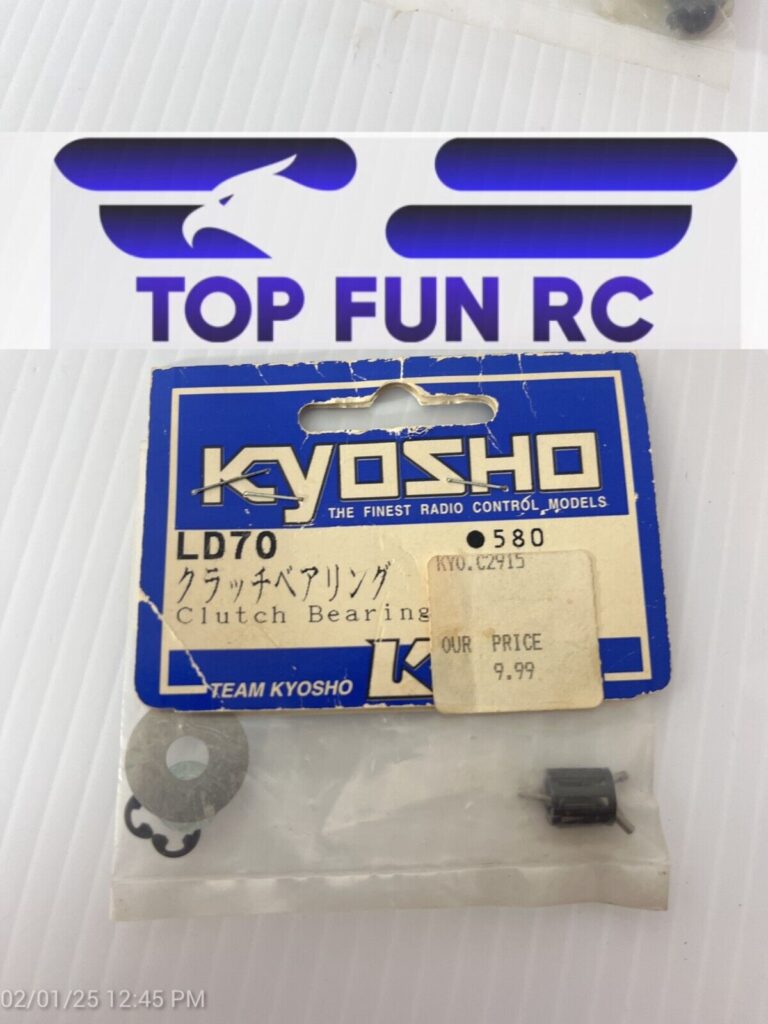 TOP FUN RC
KYOSHO
THE FINEST RADIO CONTROL MODELS
LD70
●580
クラッチベアリング
Clutch Bearing
KYO.C2915
OUR PRICE
9.99
TEAM KYOSHO
K
02/01/25 12:45 PM